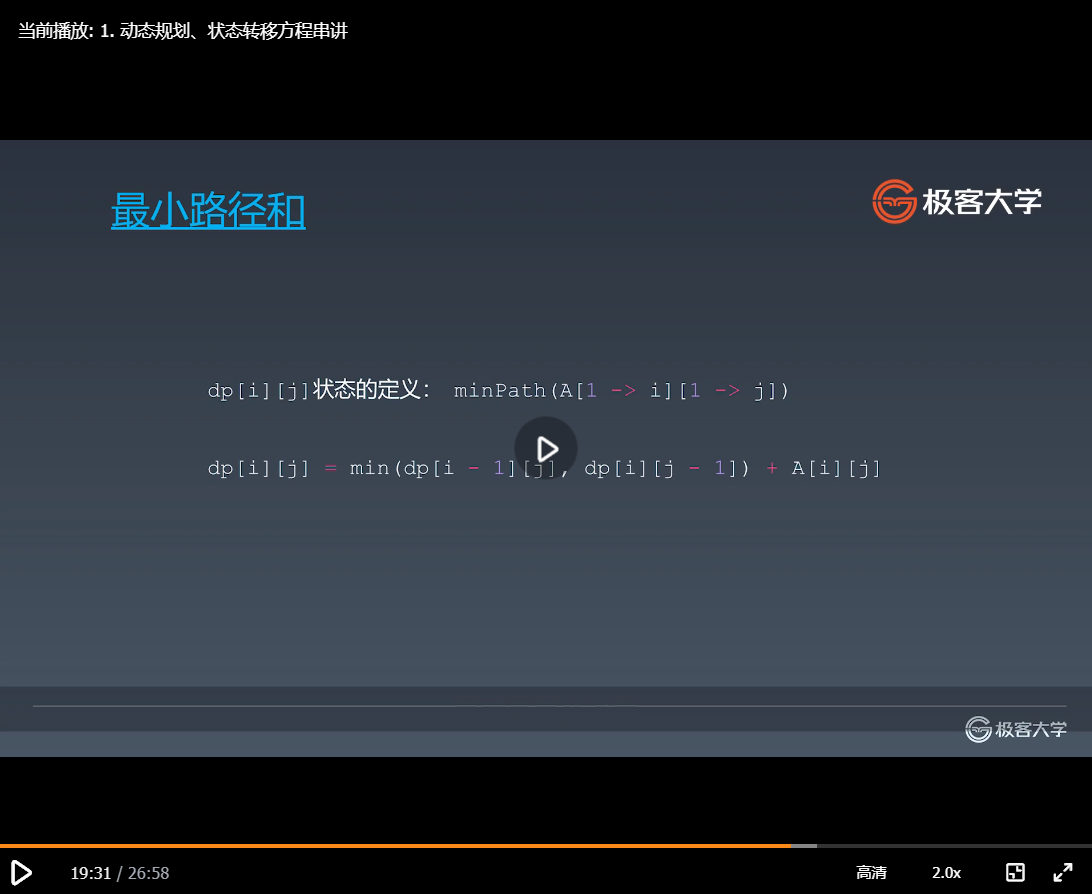 当前播放: 1. 动态规划、状态转移方程串讲
最小路径和
极客大学
dp[i][j]状态的定义： minPath(A[1 -> i][1 -> j])
dp[i][j] = min(dp[i - 1][j], dp[i][j - 1]) + A[i][j]
极客大学
19:31 / 26:58
高清
2.0x